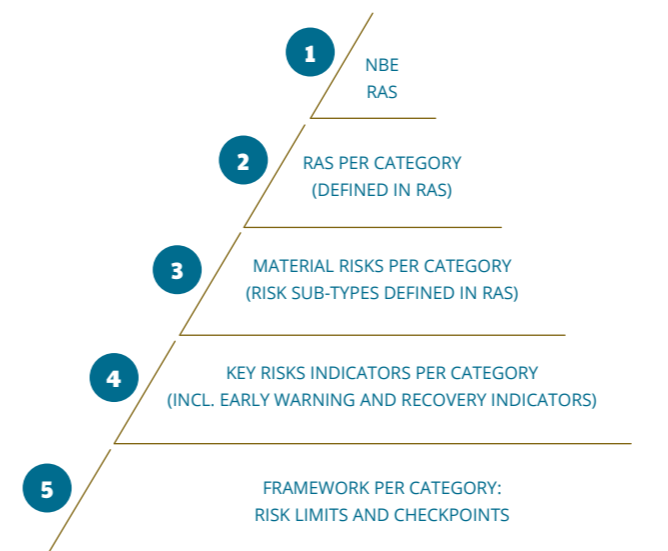 1
NBE
RAS
2
RAS PER CATEGORY
(DEFINED IN RAS)
3
MATERIAL RISKS PER CATEGORY
(RISK SUB-TYPES DEFINED IN RAS)
4
KEY RISKS INDICATORS PER CATEGORY
(INCL. EARLY WARNING AND RECOVERY INDICATORS)
5
FRAMEWORK PER CATEGORY:
RISK LIMITS AND CHECKPOINTS